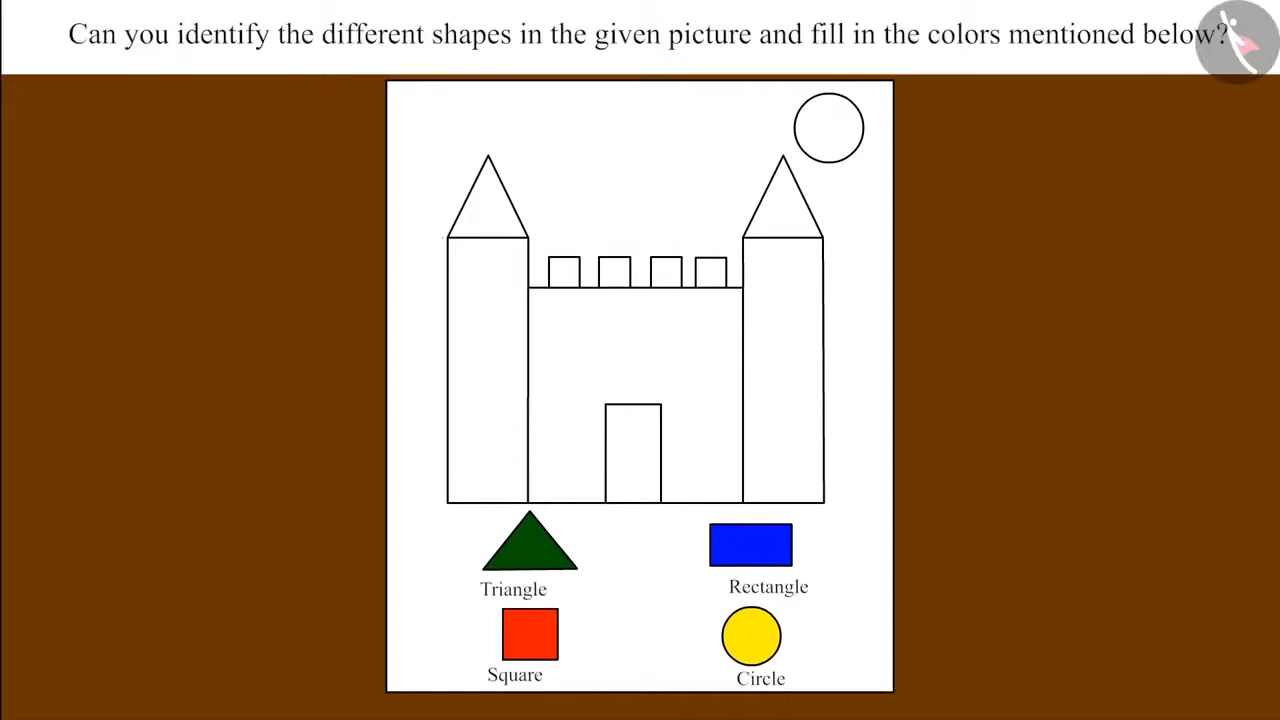 Can you identify the different shapes in the given picture and fill in the colors mentioned below?
Triangle
Rectangle
Square
Circle